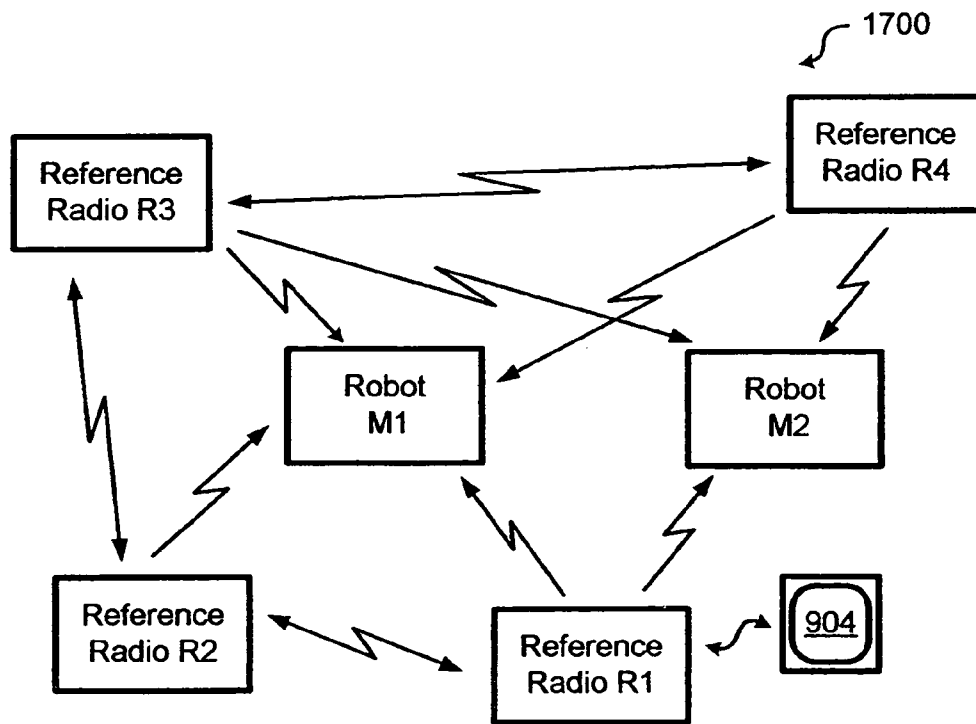 1700
Reference
Radio R4
Reference
Radio R3
Robot
M1
Robot
M2
Reference
Radio R2
Reference
Radio R1
904